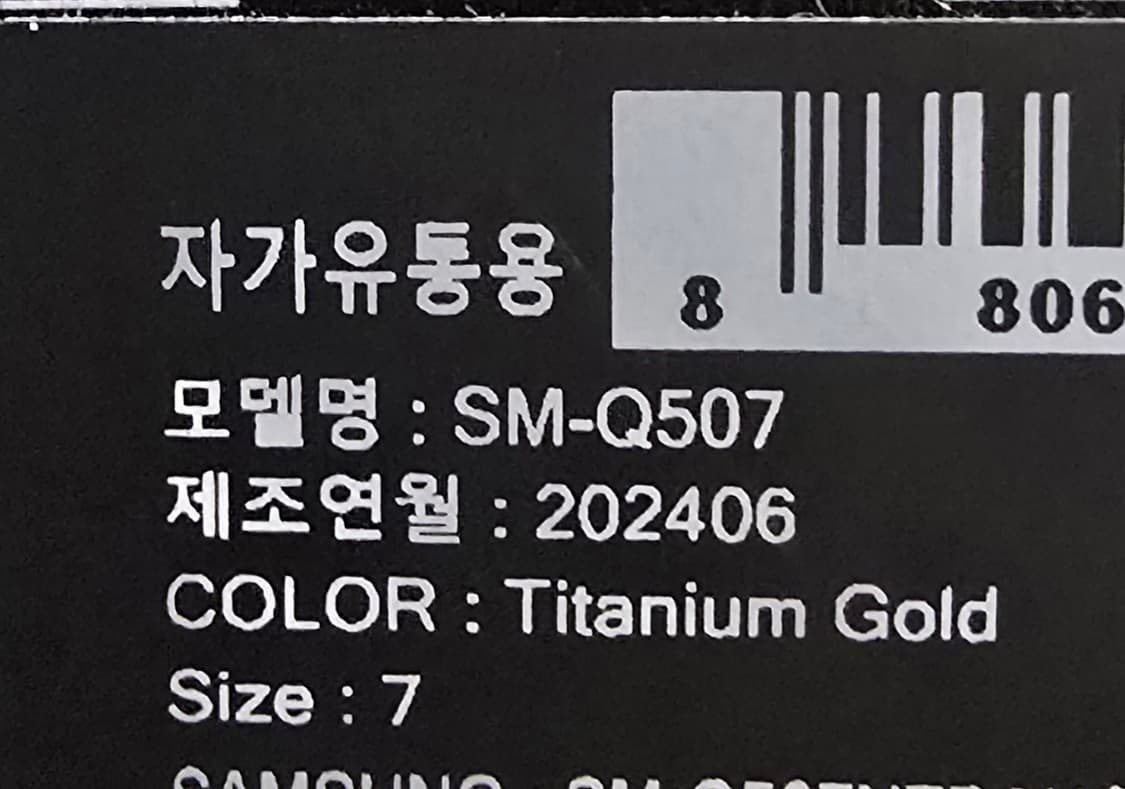 8 806
자가유통용
모델명 : SM-Q507
제조연월 : 202406
COLOR : Titanium Gold
Size : 7
SAMSUNG